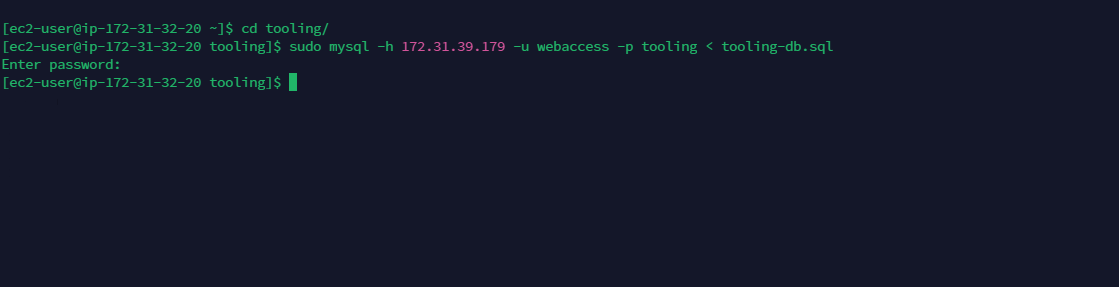 [ec2-user@ip-172-31-32-20 ~]$ cd tooling/
[ec2-user@ip-172-31-32-20 tooling]$ sudo mysql -h 172.31.39.179 -u webaccess -p tooling < tooling-db.sql
Enter password:
[ec2-user@ip-172-31-32-20 tooling]$